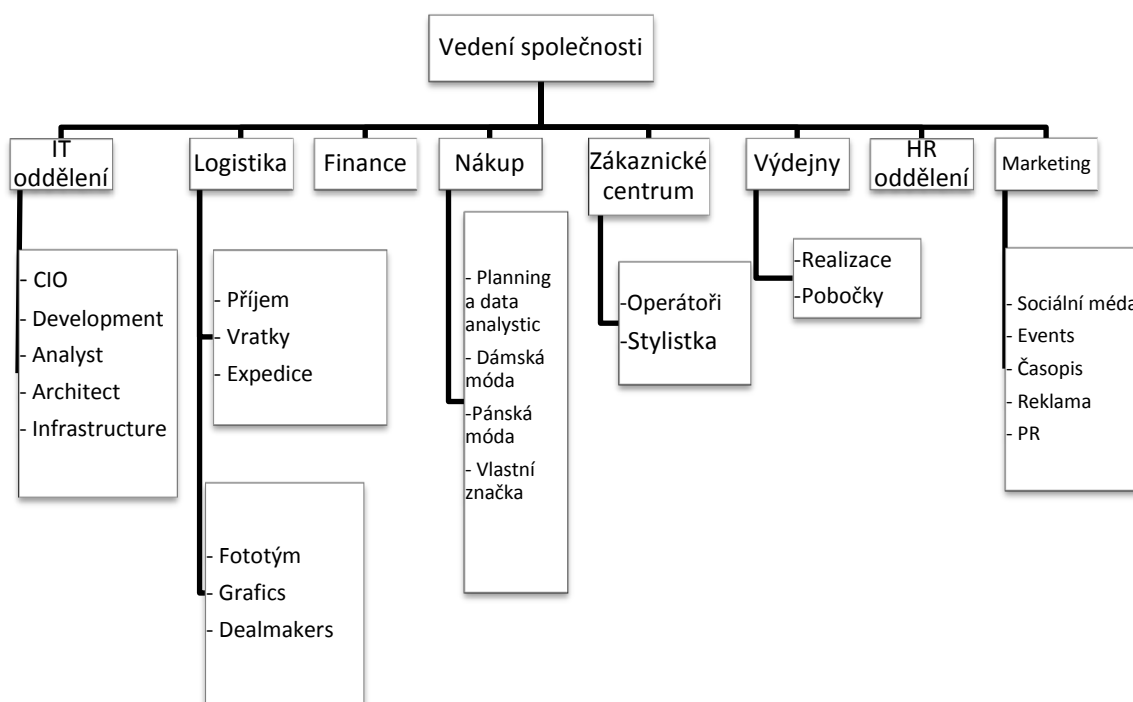 Vedení společnosti
IT
oddělení
Logistika
Finance
Nákup
Zákaznické
centrum
Výdejny
HR
oddělení
Marketing
- CIO
- Development
- Analyst
- Architect
- Infrastructure
- Příjem
- Vratky
- Expedice
- Fototým
- Grafics
- Dealmakers
- Planning
a data
analystic
- Dámská
móda
-Pánská
móda
- Vlastní
značka
-Operátoři
-Stylistka
-Realizace
-Pobočky
- Sociální méda
- Events
- Časopis
- Reklama
- PR